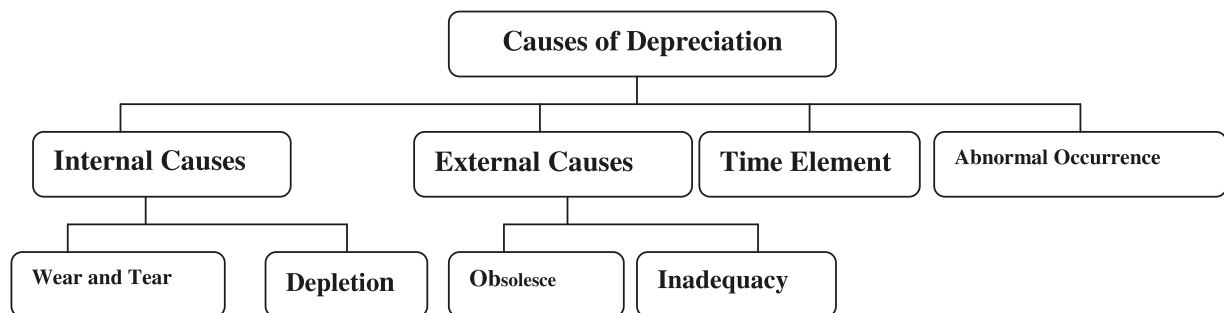 Causes of Depreciation
Internal Causes
External Causes
Time Element
Abnormal Occurrence
Wear and Tear
Depletion
Obsolesce
Inadequacy